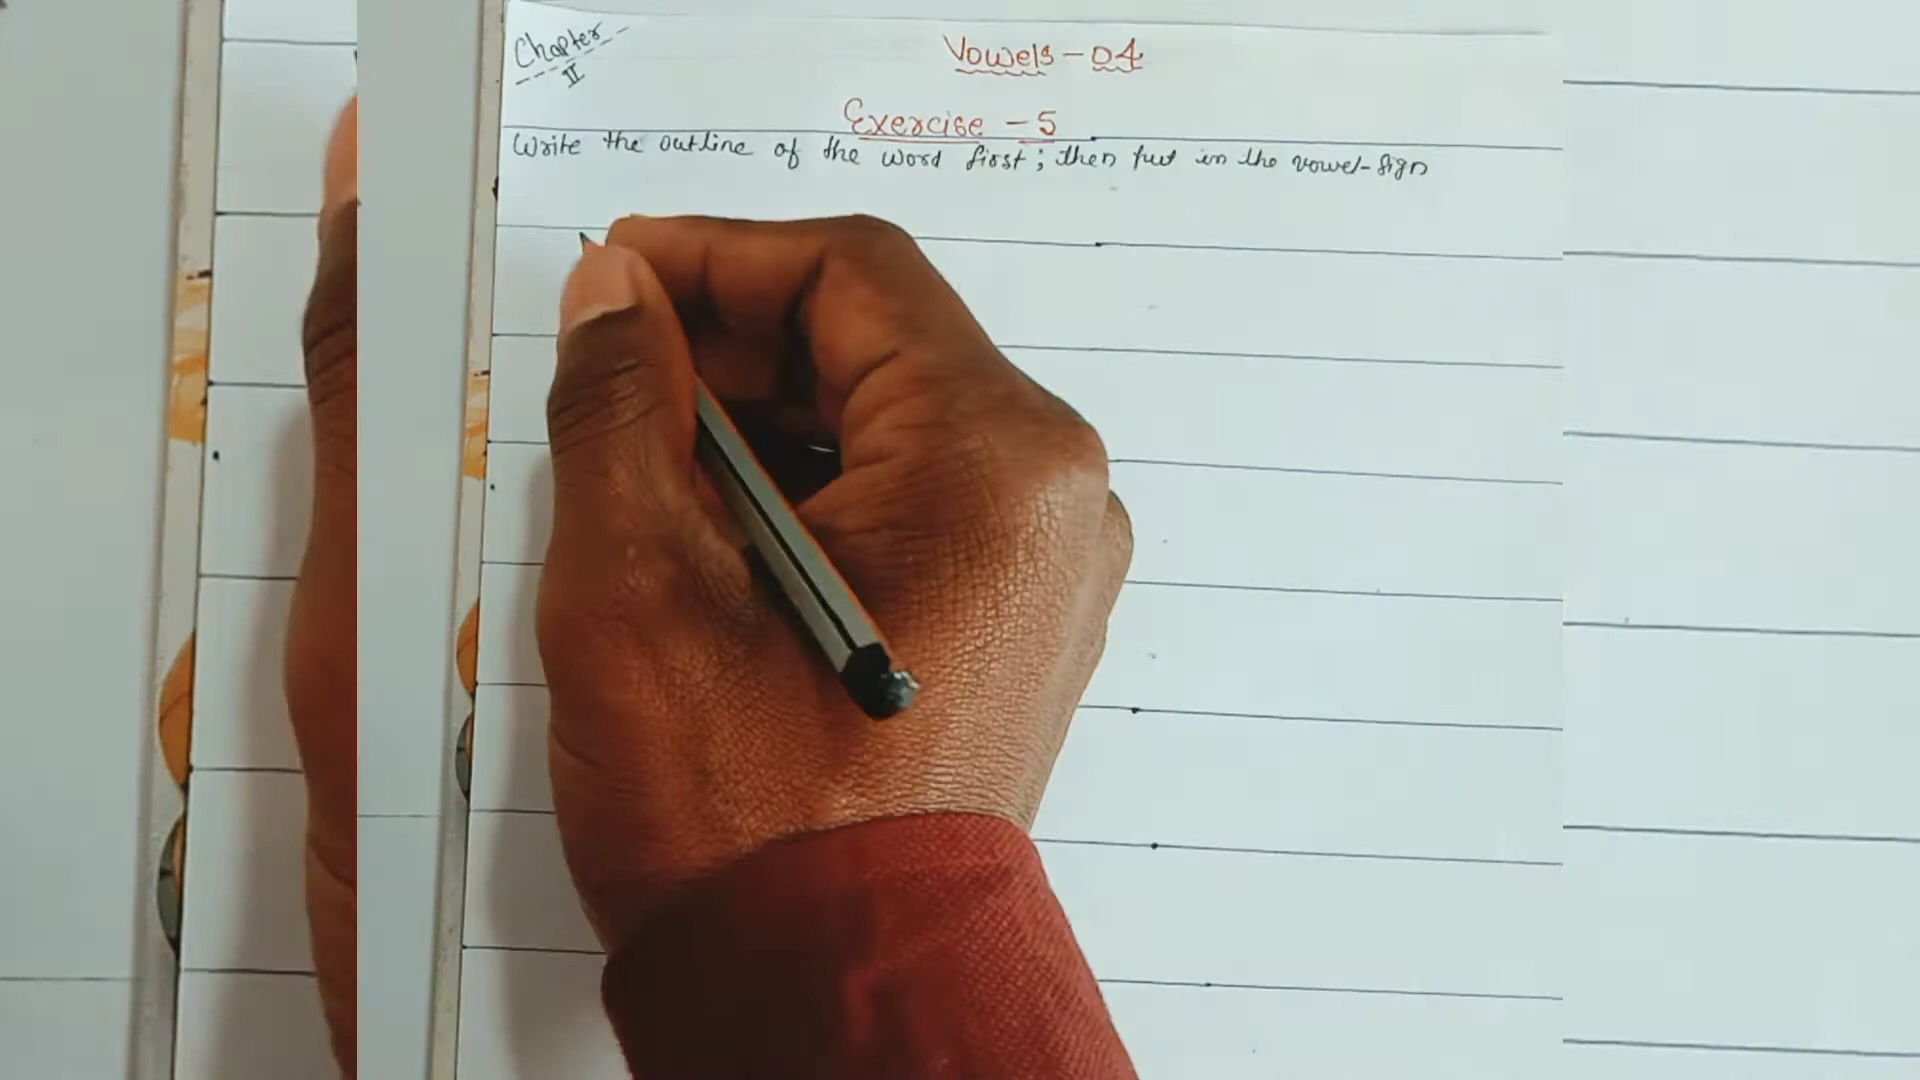 Chapter
II
Vowels - 04
Exercise - 5
Write the outline of the word first; then put in the vowel-sign